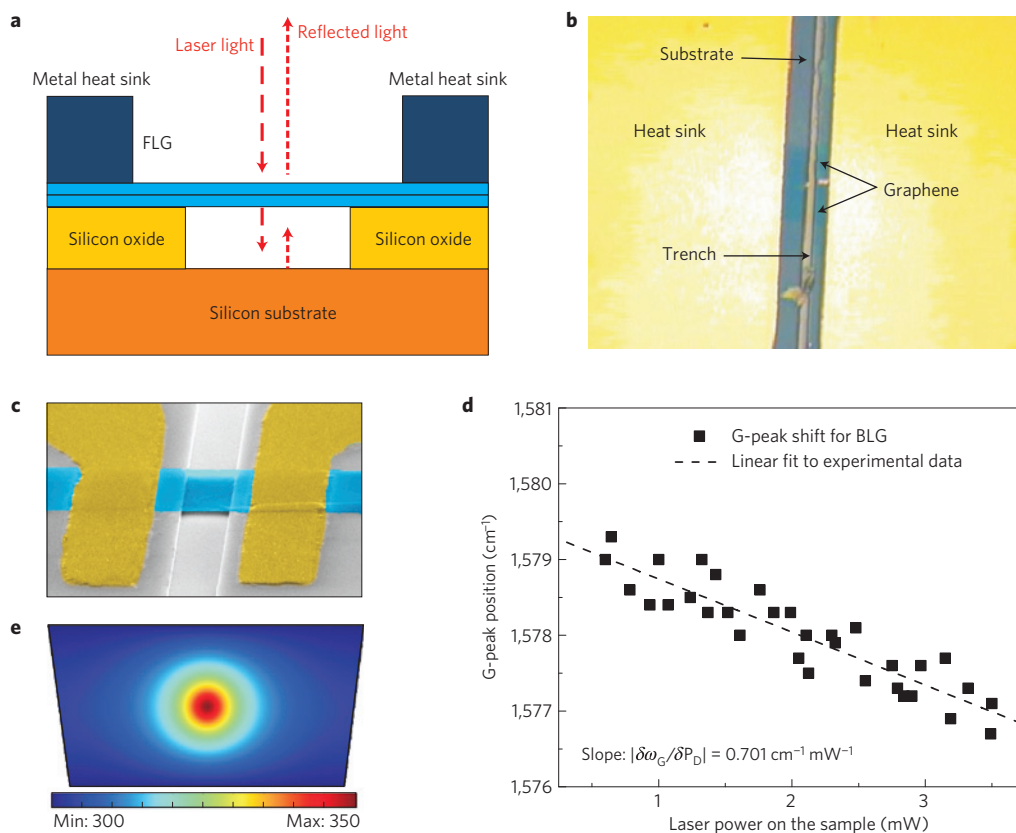 a
Laser light
Reflected light
Metal heat sink
Metal heat sink
FLG
Silicon oxide
Silicon oxide
Silicon substrate
b
Substrate
Heat sink
Heat sink
Graphene
Trench
c
e
Min: 300
Max: 350
d
1,581
1,580
1,579
1,578
1,577
1,576
G-peak position (cm⁻¹)
G-peak shift for BLG
Linear fit to experimental data
Slope: |δω_G/δP_D| = 0.701 cm⁻¹ mW⁻¹
1
2
3
Laser power on the sample (mW)